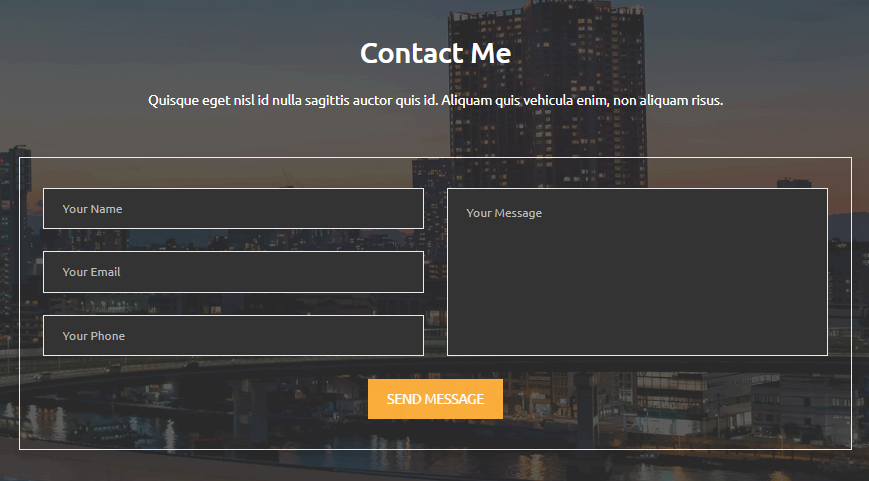 Contact Me
Quisque eget nisl id nulla sagittis auctor quis id. Aliquam quis vehicula enim, non aliquam risus.
Your Name
Your Email
Your Phone
Your Message
SEND MESSAGE